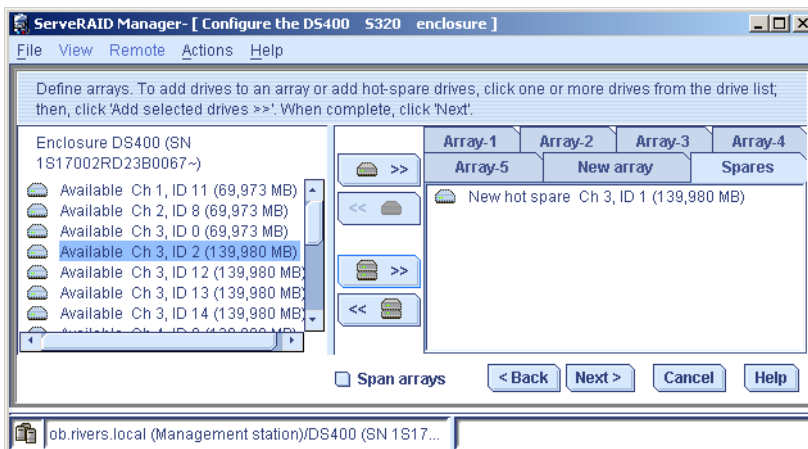 ServeRAID Manager- [ Configure the DS400 S320 enclosure ]
File View Remote Actions Help
Define arrays. To add drives to an array or add hot-spare drives, click one or more drives from the drive list;
then, click 'Add selected drives >>'. When complete, click 'Next'.
Enclosure DS400 (SN
1S17002RD23B0067~)
Available Ch 1, ID 11 (69,973 MB)
Available Ch 2, ID 8 (69,973 MB)
Available Ch 3, ID 0 (69,973 MB)
Available Ch 3, ID 2 (139,980 MB)
Available Ch 3, ID 12 (139,980 MB)
Available Ch 3, ID 13 (139,980 MB)
Available Ch 3, ID 14 (139,980 MB)
>>
<<
>>
<<
Array-1 Array-2 Array-3 Array-4
Array-5 New array Spares
New hot spare Ch 3, ID 1 (139,980 MB)
Span arrays
< Back Next > Cancel Help
ob.rivers.local (Management station)/DS400 (SN 1S17...